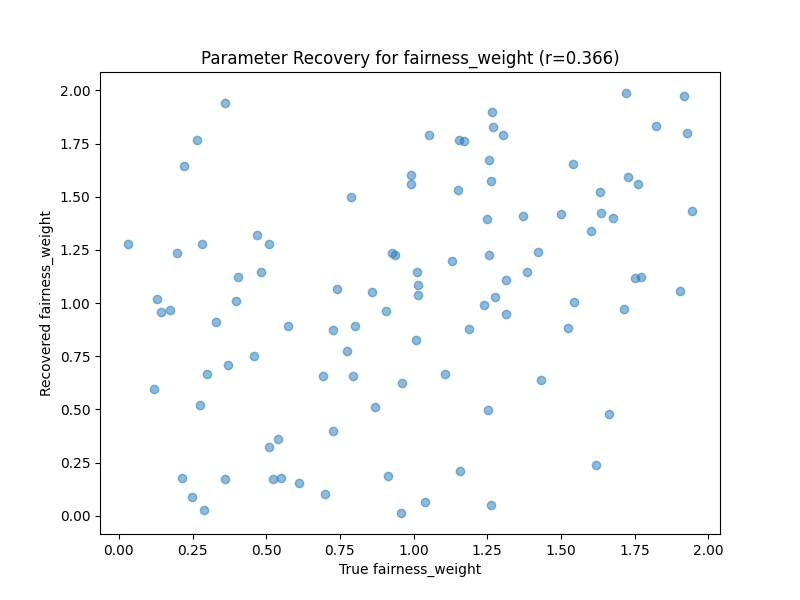 Parameter Recovery for fairness_weight (r=0.366)
Recovered fairness_weight
2.00
1.75
1.50
1.25
1.00
0.75
0.50
0.25
0.00
0.00 0.25 0.50 0.75 1.00 1.25 1.50 1.75 2.00
True fairness_weight